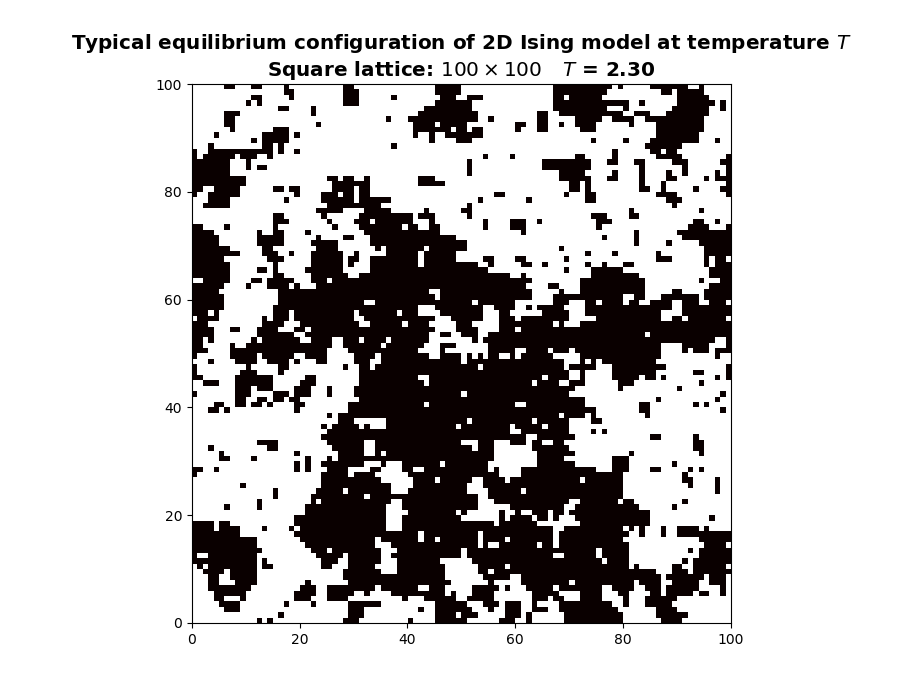 Typical equilibrium configuration of 2D Ising model at temperature T
Square lattice: 100 × 100 T = 2.30
100
80
60
40
20
0
0 20 40 60 80 100